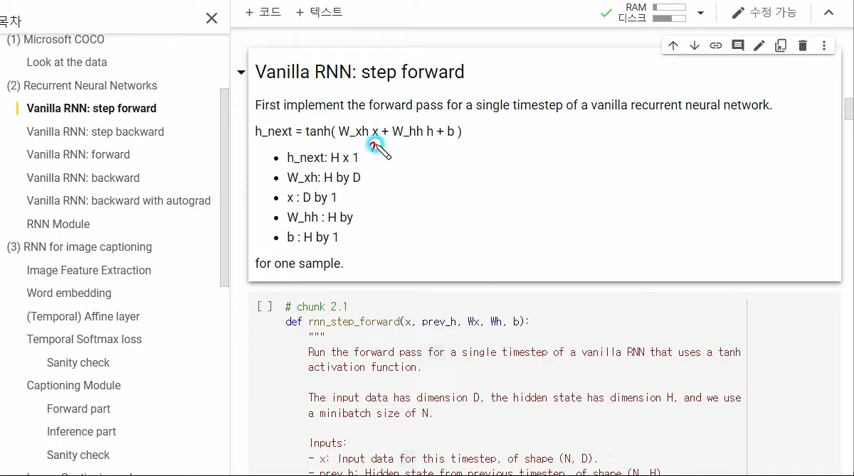 목차
+ 코드 + 텍스트
RAM
디스크
수정 가능
(1) Microsoft COCO
Look at the data
(2) Recurrent Neural Networks
Vanilla RNN: step forward
Vanilla RNN: step backward
Vanilla RNN: forward
Vanilla RNN: backward
Vanilla RNN: backward with autograd
RNN Module
(3) RNN for image captioning
Image Feature Extraction
Word embedding
(Temporal) Affine layer
Temporal Softmax loss
Sanity check
Captioning Module
Forward part
Inference part
Sanity check
Vanilla RNN: step forward
First implement the forward pass for a single timestep of a vanilla recurrent neural network.
h_next = tanh( W_xh x + W_hh h + b )
• h_next: H x 1
• W_xh: H by D
• x : D by 1
• W_hh : H by
• b : H by 1
for one sample.
[ ] # chunk 2.1
def rnn_step_forward(x, prev_h, Wx, Wh, b):
"""
Run the forward pass for a single timestep of a vanilla RNN that uses a tanh
activation function.
The input data has dimension D, the hidden state has dimension H, and we use
a minibatch size of N.
Inputs:
- x: Input data for this timestep, of shape (N, D).
- prev_h: Hidden state from previous timestep, of shape (N, H)